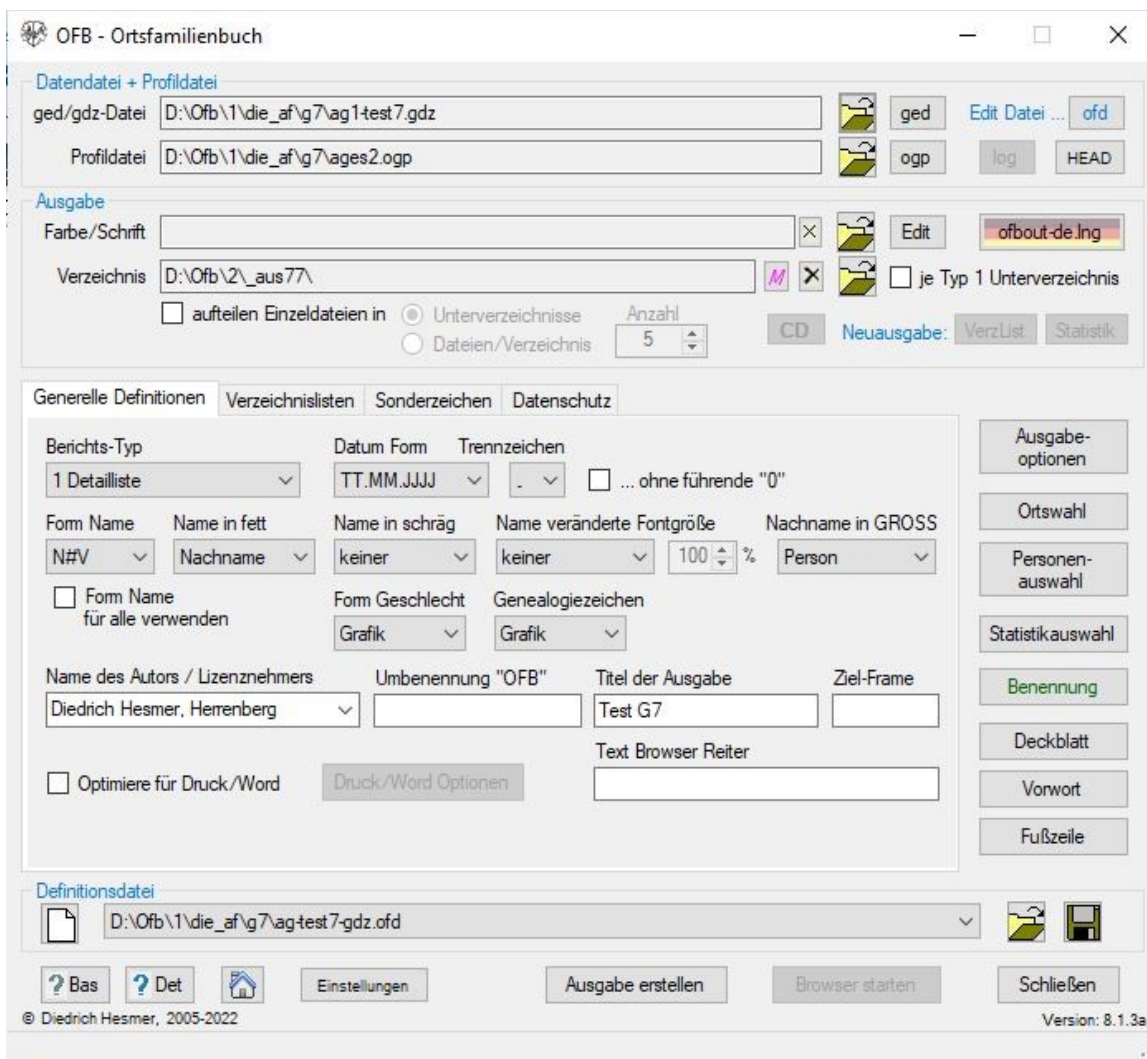 OFB - Ortsfamilienbuch
Datendatei + Profildatei
ged/gdz-Datei D:\Ofb\1\die_af\g7\ag1-test7.gdz ged Edit Datei ... ofd
Profildatei D:\Ofb\1\die_af\g7\ages2.ogp ogp log HEAD
Ausgabe
Farbe/Schrift Edit ofbout-de.lng
Verzeichnis D:\Ofb\2\_aus77\ M je Typ 1 Unterverzeichnis
aufteilen Einzeldateien in Unterverzeichnisse Anzahl
Dateien/Verzeichnis 5 CD Neuausgabe: VerzList Statistik
Generelle Definitionen Verzeichnislisten Sonderzeichen Datenschutz
Berichts-Typ Datum Form Trennzeichen
1 Detailliste TT.MM.JJJJ . ... ohne führende "0"
Form Name Name in fett Name in schräg Name veränderte Fontgröße Nachname in GROSS
N#V Nachname keiner keiner 100 % Person
Form Name
für alle verwenden
Form Geschlecht Genealogiezeichen
Grafik Grafik
Name des Autors / Lizenznehmers Umbenennung "OFB" Titel der Ausgabe Ziel-Frame
Diedrich Hesmer, Herrenberg Test G7
Text Browser Reiter
Optimiere für Druck/Word Druck/Word Optionen
Ausgabe-
optionen
Ortswahl
Personen-
auswahl
Statistikauswahl
Benennung
Deckblatt
Vorwort
Fußzeile
Definitionsdatei
D:\Ofb\1\die_af\g7\ag-test7-gdz.ofd
? Bas ? Det Einstellungen Ausgabe erstellen Browser starten Schließen
© Diedrich Hesmer, 2005-2022 Version: 8.1.3a